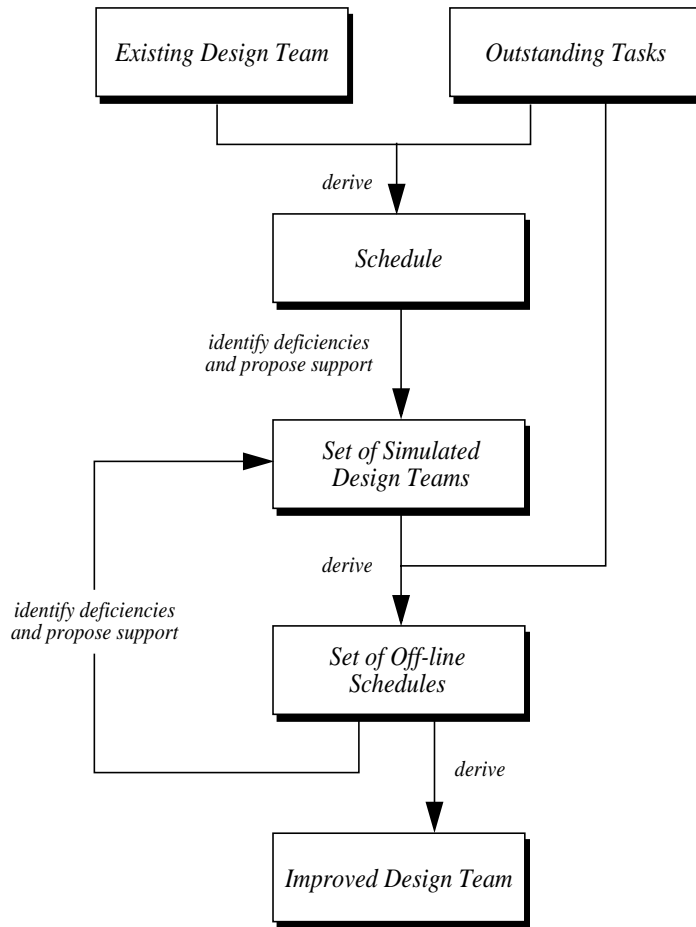 Existing Design Team
Outstanding Tasks
derive
Schedule
identify deficiencies
and propose support
Set of Simulated
Design Teams
derive
identify deficiencies
and propose support
Set of Off-line
Schedules
derive
Improved Design Team